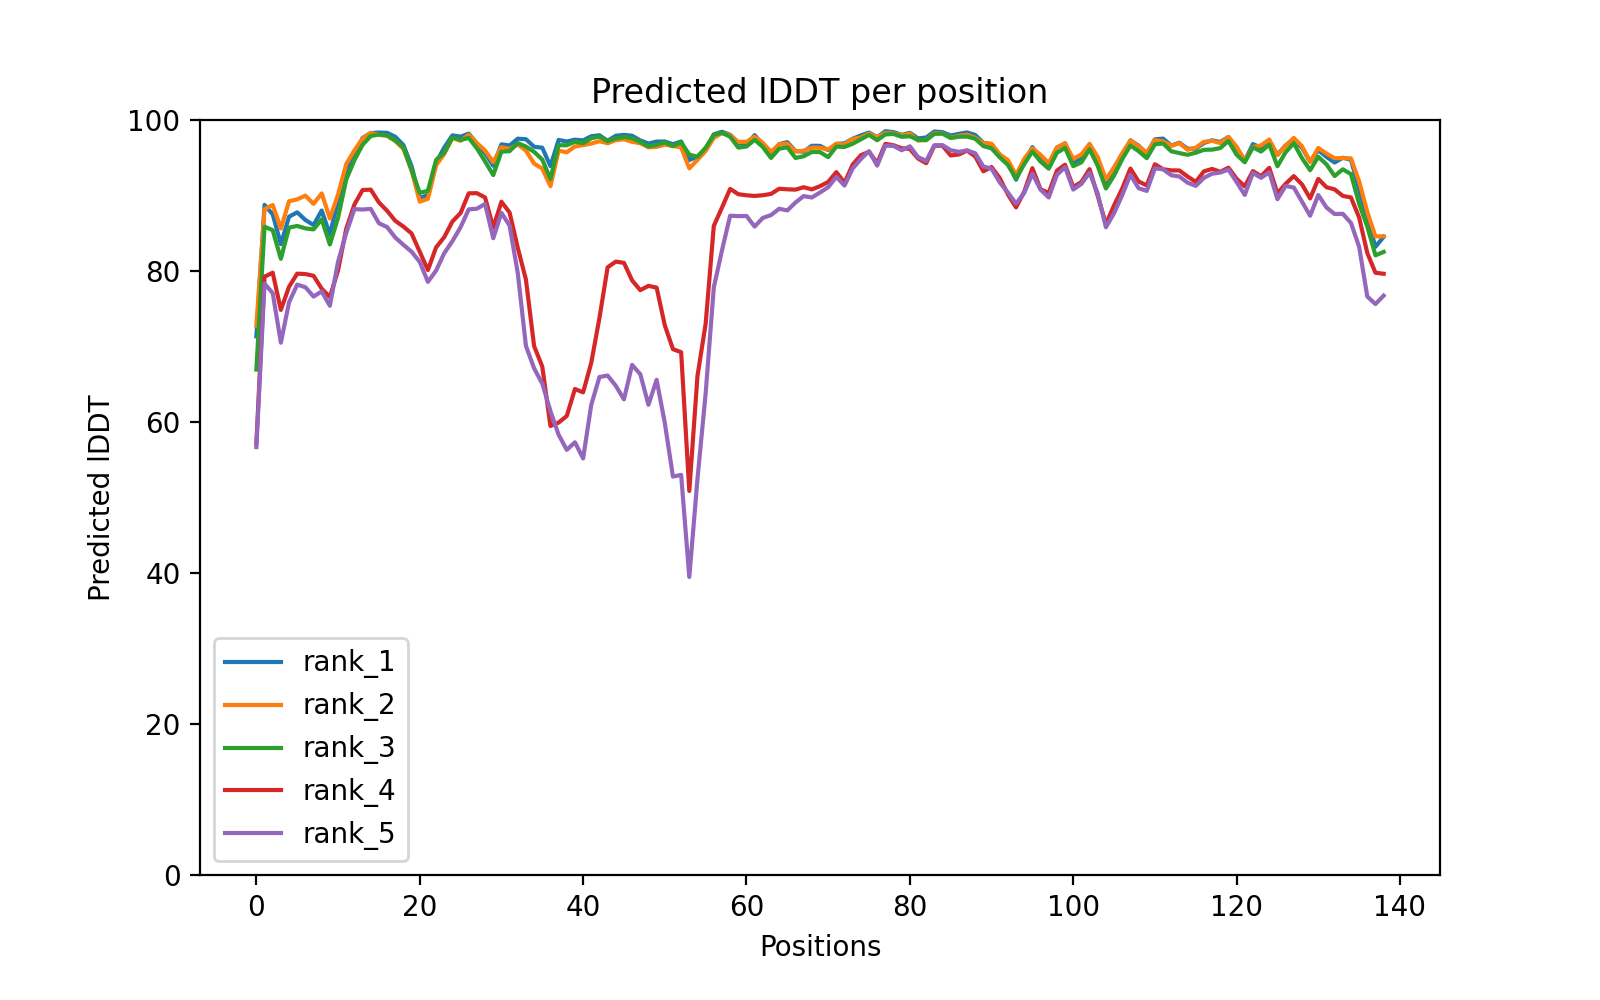 Predicted lDDT per position
100
80
60
40
20
0
Predicted lDDT
rank_1
rank_2
rank_3
rank_4
rank_5
0 20 40 60 80 100 120 140
Positions